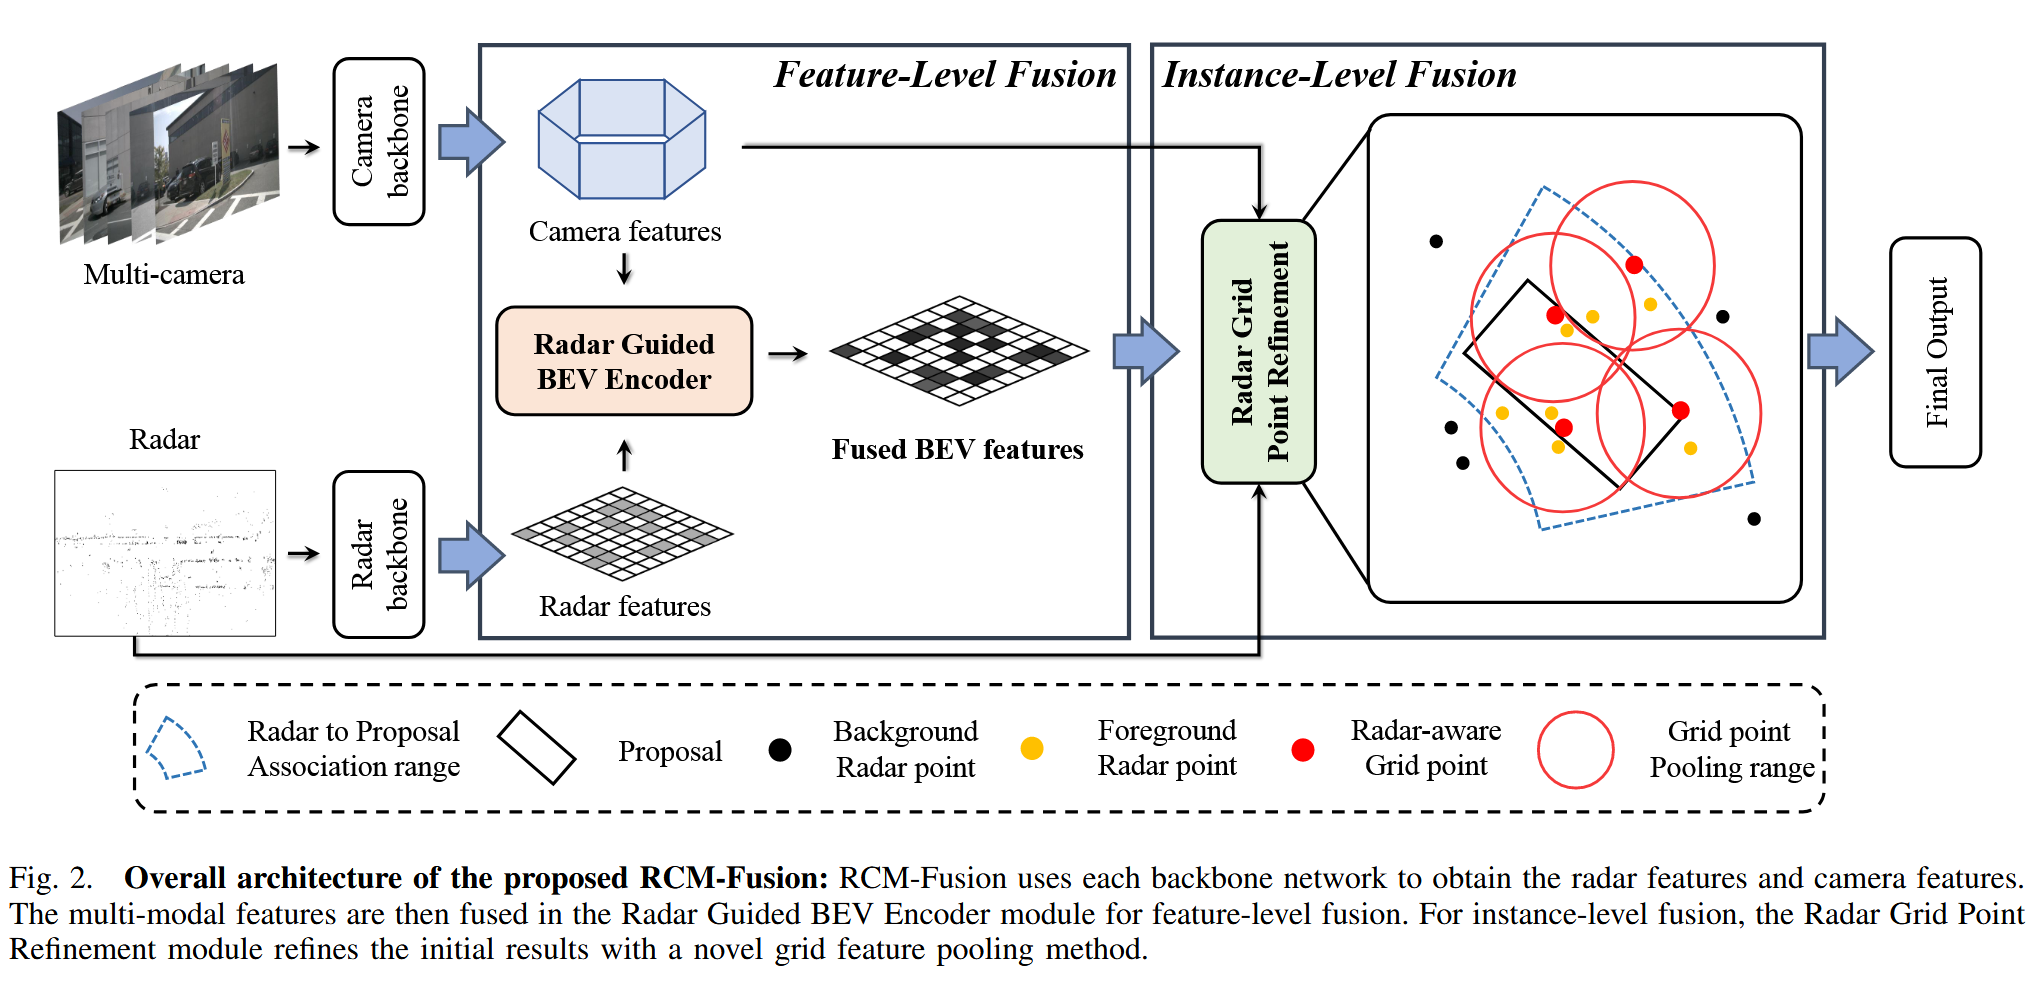 Feature-Level Fusion
Instance-Level Fusion
Camera
backbone
Multi-camera
Camera features
Radar Guided
BEV Encoder
Fused BEV features
Radar
Radar
backbone
Radar features
Radar Grid
Point Refinement
Final Output
Radar to Proposal
Association range
Proposal
Background
Radar point
Foreground
Radar point
Radar-aware
Grid point
Grid point
Pooling range
Fig. 2. Overall architecture of the proposed RCM-Fusion: RCM-Fusion uses each backbone network to obtain the radar features and camera features.
The multi-modal features are then fused in the Radar Guided BEV Encoder module for feature-level fusion. For instance-level fusion, the Radar Grid Point
Refinement module refines the initial results with a novel grid feature pooling method.